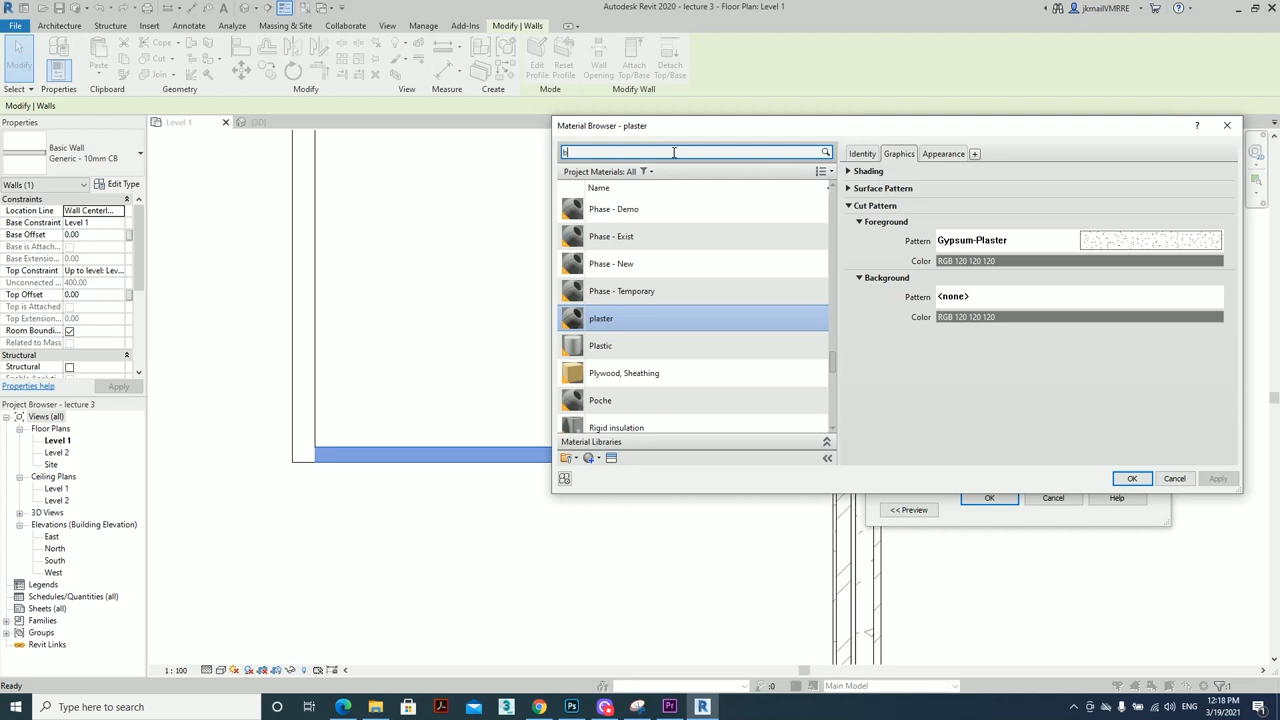 Autodesk Revit 2020 - lecture 3 - Floor Plan: Level 1
jkmailVMRRE
File Architecture Structure Insert Annotate Analyze Massing & Site Collaborate View Manage Add-Ins Modify | Walls
Modify
Properties
Paste
Cope
Cut
Join
Edit Profile
Reset Profile
Wall Opening
Attach Top/Base
Detach Top/Base
Select Properties Clipboard Geometry Modify View Measure Create Mode Modify Wall
Modify | Walls
Properties
Basic Wall
Generic - 10mm CB
Walls (1)
Edit Type
Constraints
Location Line Wall Centerl...
Base Constraint Level 1
Base Offset 0.00
Base is Attach...
Base Extension...
Top Constraint Up to level: Lev...
Unconnected ... 400.00
Top Offset 0.00
Top is Attached
Top Extension... 0.00
Room Boundi...
Related to Mass
Structural
Structural
Properties help
Apply
Project Browser - lecture 3
Views (all)
Floor Plans
Level 1
Level 2
Site
Ceiling Plans
Level 1
Level 2
3D Views
Elevations (Building Elevation)
East
North
South
West
Legends
Schedules/Quantities (all)
Sheets (all)
Families
Groups
Revit Links
Level 1
{3D}
Material Browser - plaster
b
Project Materials: All
Name
Phase - Demo
Phase - Exist
Phase - New
Phase - Temporary
plaster
Plastic
Plywood, Sheathing
Poche
Rigid insulation
Material Libraries
Identity Graphics Appearance
Shading
Surface Pattern
Cut Pattern
Foreground
Pattern Gypsum-Plaster
Color RGB 120 120 120
Background
Pattern <none>
Color RGB 120 120 120
OK Cancel Apply
OK Cancel Help
<< Preview
1 : 100
Ready
:0
Main Model
:1
Type here to search
12:18 PM
3/19/2021